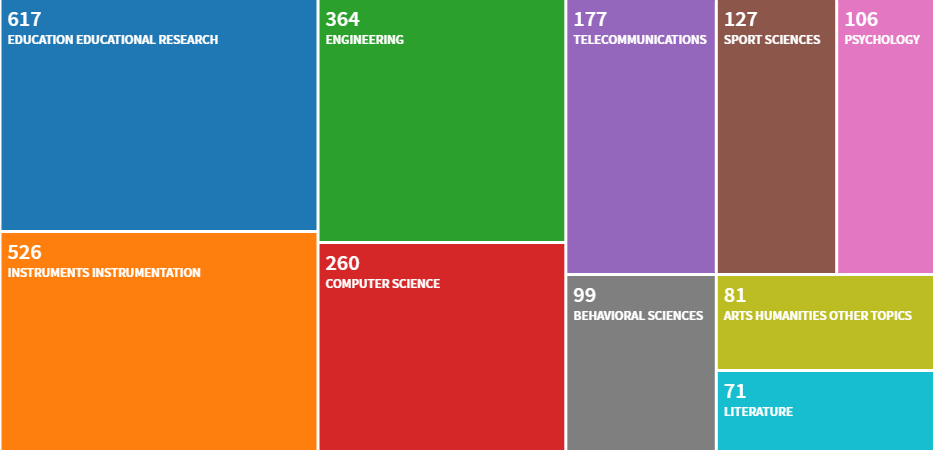 617
EDUCATION EDUCATIONAL RESEARCH
526
INSTRUMENTS INSTRUMENTATION
364
ENGINEERING
260
COMPUTER SCIENCE
177
TELECOMMUNICATIONS
99
BEHAVIORAL SCIENCES
127
SPORT SCIENCES
106
PSYCHOLOGY
81
ARTS HUMANITIES OTHER TOPICS
71
LITERATURE